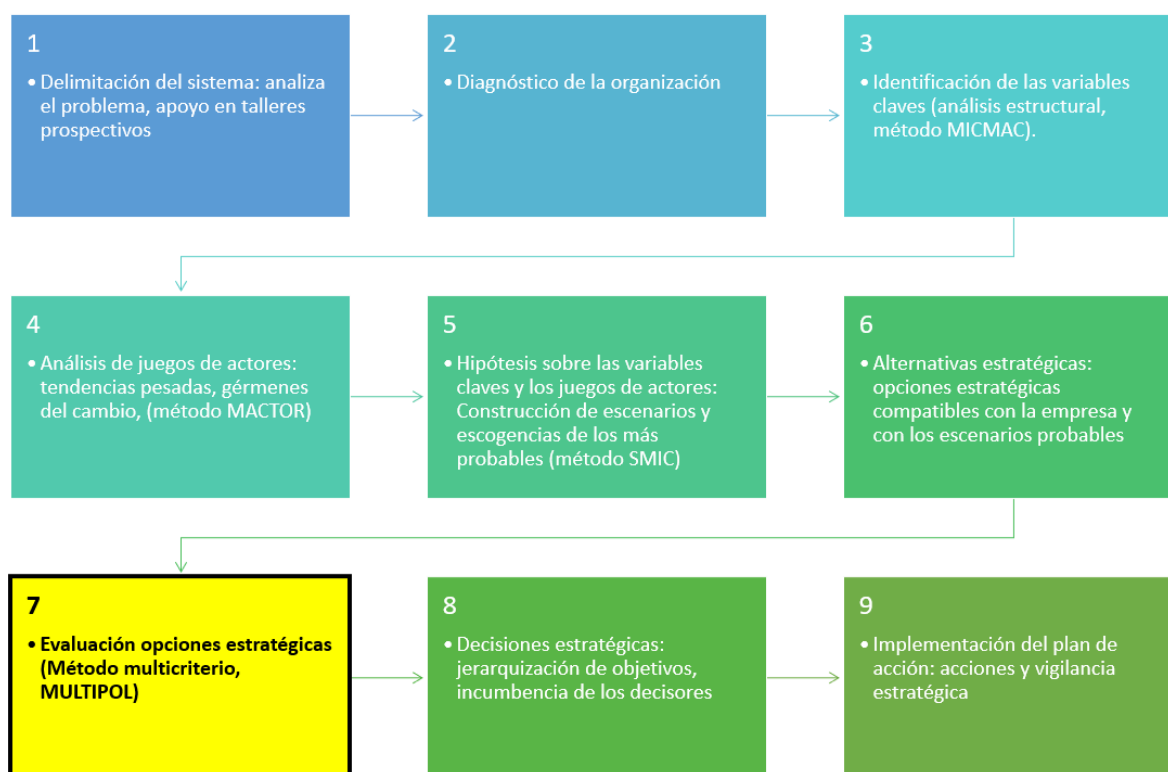 1
• Delimitación del sistema: analiza
el problema, apoyo en talleres
prospectivos
2
• Diagnóstico de la organización
3
• Identificación de las variables
claves (análisis estructural,
método MICMAC).
4
• Análisis de juegos de actores:
tendencias pesadas, gérmenes
del cambio, (método MACTOR)
5
• Hipótesis sobre las variables
claves y los juegos de actores:
Construcción de escenarios y
escogencias de los más
probables (método SMIC)
6
• Alternativas estratégicas:
opciones estratégicas
compatibles con la empresa y
con los escenarios probables
7
• Evaluación opciones estratégicas
(Método multicriterio,
MULTIPOL)
8
• Decisiones estratégicas:
jerarquización de objetivos,
incumbencia de los decisores
9
• Implementación del plan de
acción: acciones y vigilancia
estratégica